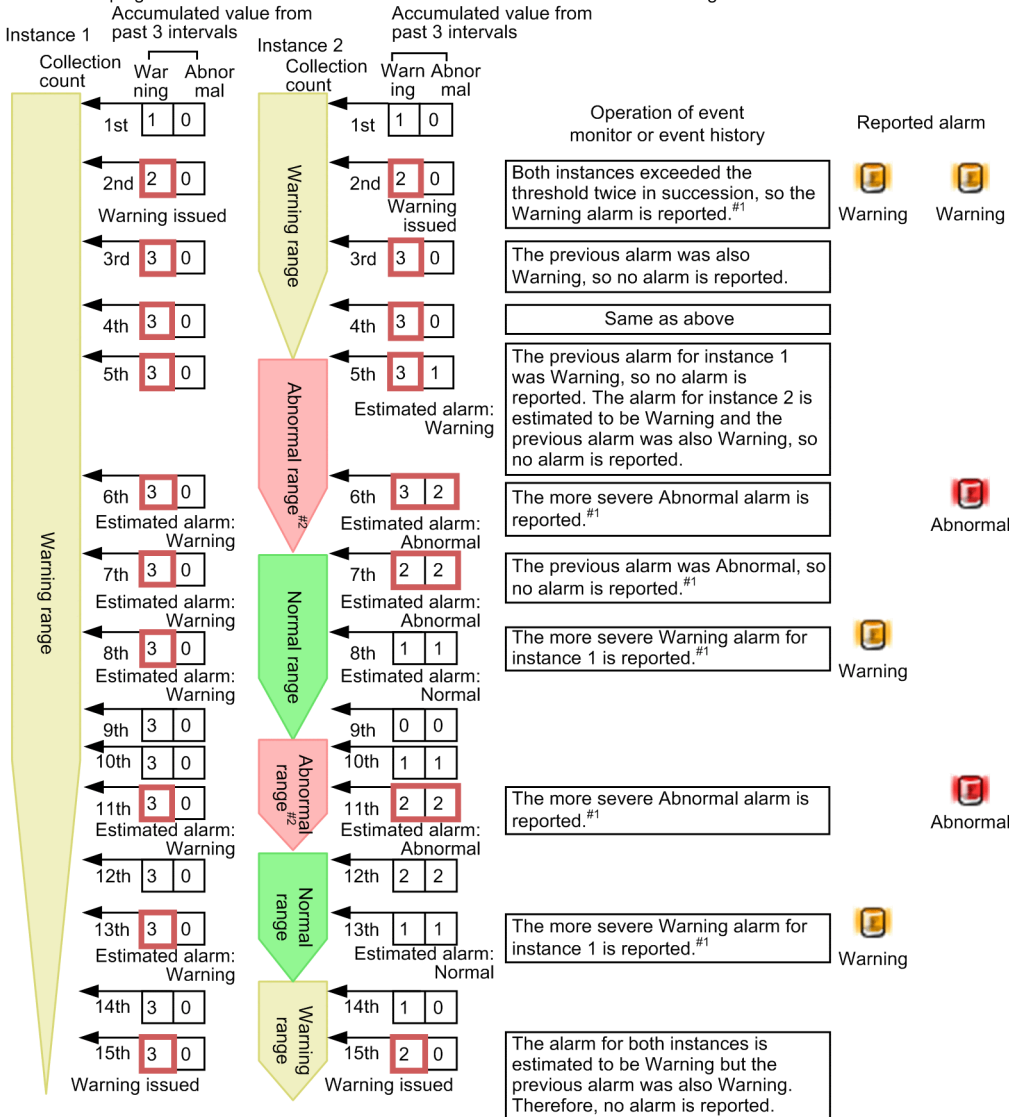 Accumulated value from
past 3 intervals
Accumulated value from
past 3 intervals
Instance 1
Instance 2
Collection
count
War
ning
Abnor
mal
Collection
count
Warn
ing
Abnor
mal
Operation of event
monitor or event history
Reported alarm
1st 1 0
1st 1 0
2nd 2 0
Warning issued
2nd 2 0
Warning
issued
Both instances exceeded the
threshold twice in succession, so the
Warning alarm is reported.#1
Warning
Warning
Warning range
3rd 3 0
3rd 3 0
The previous alarm was also
Warning, so no alarm is reported.
4th 3 0
4th 3 0
Same as above
5th 3 0
5th 3 1
Estimated alarm:
Warning
The previous alarm for instance 1
was Warning, so no alarm is
reported. The alarm for instance 2 is
estimated to be Warning and the
previous alarm was also Warning, so
no alarm is reported.
Abnormal range#2
6th 3 0
Estimated alarm:
Warning
6th 3 2
Estimated alarm:
Abnormal
The more severe Abnormal alarm is
reported.#1
Abnormal
Warning range
7th 3 0
Estimated alarm:
Warning
7th 2 2
Estimated alarm:
Abnormal
The previous alarm was Abnormal, so
no alarm is reported.#1
Normal range
8th 3 0
Estimated alarm:
Warning
8th 1 1
Estimated alarm:
Normal
The more severe Warning alarm for
instance 1 is reported.#1
Warning
9th 3 0
9th 0 0
10th 3 0
10th 1 1
Abnormal
range#2
11th 3 0
Estimated alarm:
Warning
11th 2 2
Estimated alarm:
Abnormal
The more severe Abnormal alarm is
reported.#1
Abnormal
12th 3 0
12th 2 2
Normal
range
13th 3 0
Estimated alarm:
Warning
13th 1 1
Estimated alarm:
Normal
The more severe Warning alarm for
instance 1 is reported.#1
Warning
14th 3 0
14th 1 0
Warning
range
15th 3 0
Warning issued
15th 2 0
Warning issued
The alarm for both instances is
estimated to be Warning but the
previous alarm was also Warning.
Therefore, no alarm is reported.